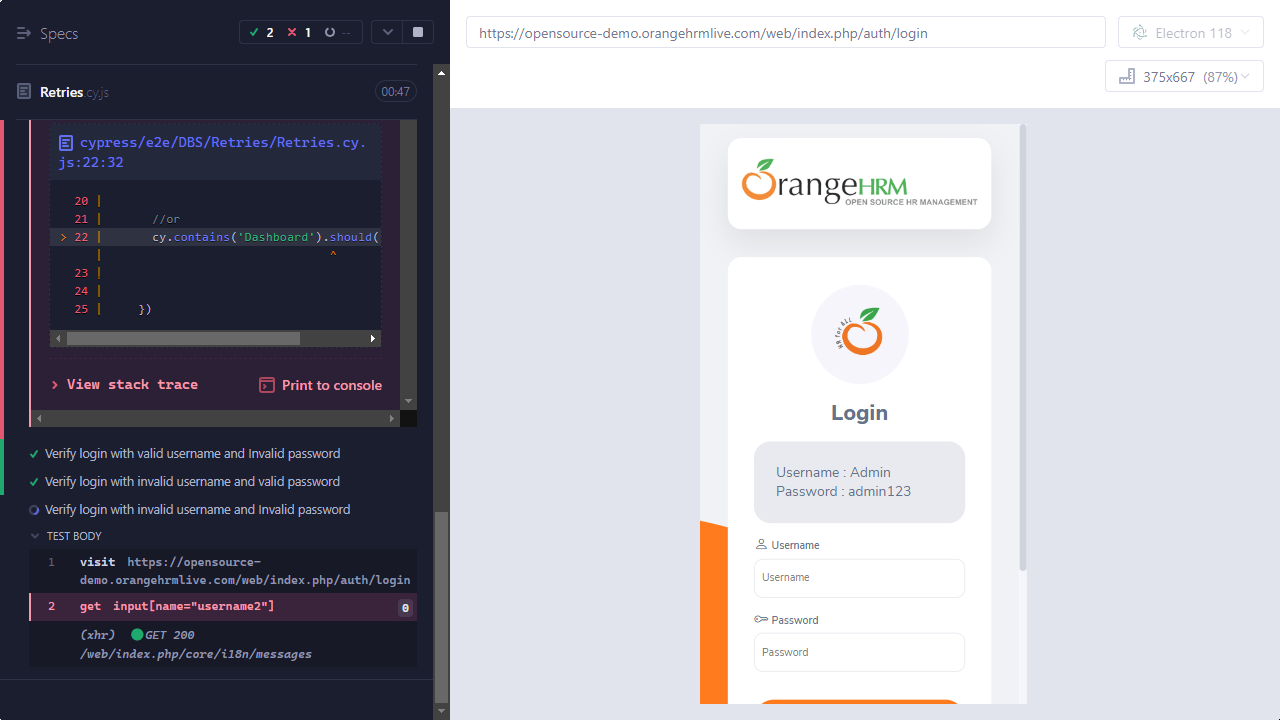 Specs
2 1 --
https://opensource-demo.orangehrmlive.com/web/index.php/auth/login
Electron 118
375x667 (87%)
Retries.cy.js
00:47
cypress/e2e/DBS/Retries/Retries.cy.
js:22:32
20 |
21 | //or
> 22 | cy.contains('Dashboard').should(
| ^
23 |
24 |
25 | })
View stack trace
Print to console
Verify login with valid username and Invalid password
Verify login with invalid username and valid password
Verify login with invalid username and Invalid password
TEST BODY
1 visit https://opensource-
demo.orangehrmlive.com/web/index.php/auth/login
2 get input[name="username2"] 0
(xhr) GET 200
/web/index.php/core/i18n/messages
OrangeHRM
OPEN SOURCE HR MANAGEMENT
HR for ALL
Login
Username : Admin
Password : admin123
Username
Username
Password
Password